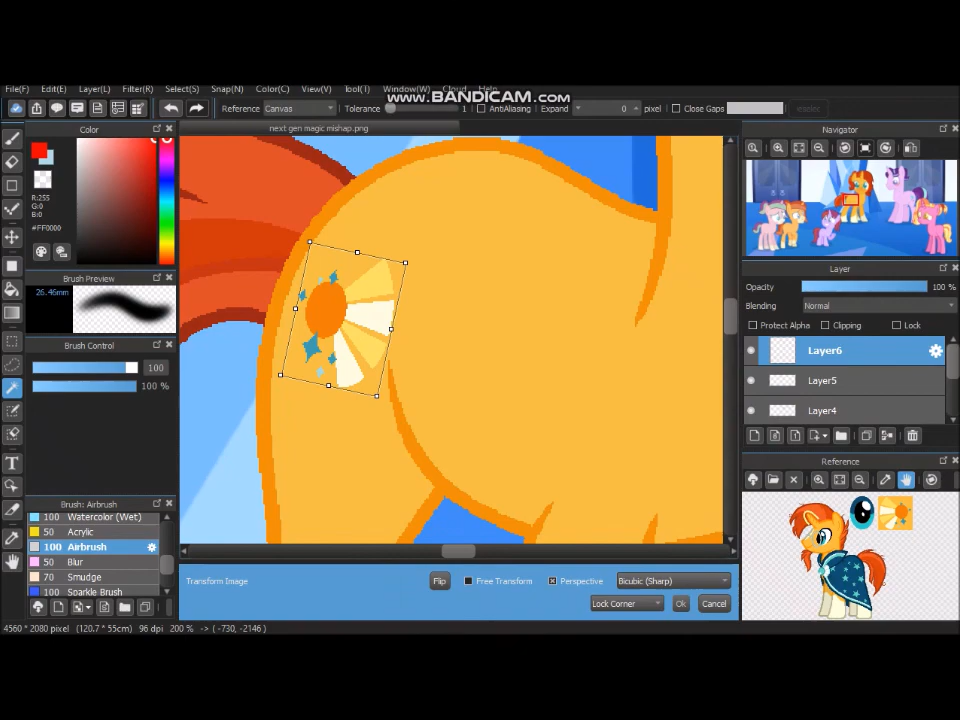 File(F) Edit(E) Layer(L) Filter(R) Select(S) Snap(N) Color(C) View(V) Tool(T) Window(W) Cloud Help
www.BANDICAM.com
Reference Canvas Tolerance 1 AntiAliasing Expand 0 pixel Close Gaps
Color
next gen magic mishap.png
Navigator
R:255
G:0
B:0
#FF0000
Brush Preview
26.46mm
Brush Control
100
100 %
Brush: Airbrush
100 Watercolor (Wet)
50 Acrylic
100 Airbrush
50 Blur
70 Smudge
100 Sparkle Brush
Layer
Opacity 100 %
Blending Normal
Protect Alpha Clipping Lock
Layer6
Layer5
Layer4
Reference
Transform Image Flip Free Transform Perspective Bicubic (Sharp)
Lock Corner Ok Cancel
4560 * 2080 pixel (120.7 * 55cm) 96 dpi 200 % -> ( -730, -2146 )